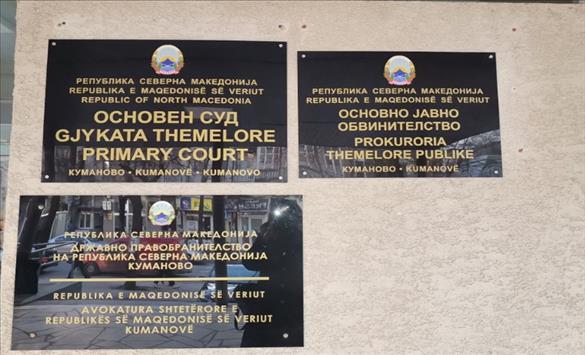 РЕПУБЛИКА СЕВЕРНА МАКЕДОНИЈА
REPUBLIKA E MAQEDONISË SË VERIUT
REPUBLIC OF NORTH MACEDONIA
ОСНОВЕН СУД
GJYKATA THEMELORE
PRIMARY COURT
КУМАНОВО • KUMANOVË • KUMANOVO
РЕПУБЛИКА СЕВЕРНА МАКЕДОНИЈА
REPUBLIKA E MAQEDONISË SË VERIUT
ОСНОВНО ЈАВНО
ОБВИНИТЕЛСТВО
PROKURORIA
THEMELORE PUBLIKE
КУМАНОВО • KUMANOVË
РЕПУБЛИКА СЕВЕРНА МАКЕДОНИЈА
ДРЖАВНО ПРАВОБРАНИТЕЛСТВО
НА РЕПУБЛИКА СЕВЕРНА МАКЕДОНИЈА
КУМАНОВО
REPUBLIKA E MAQEDONISË SË VERIUT
AVOKATURA SHTETËRORE E
REPUBLIKËS SË MAQEDONISË SË VERIUT
KUMANOVË